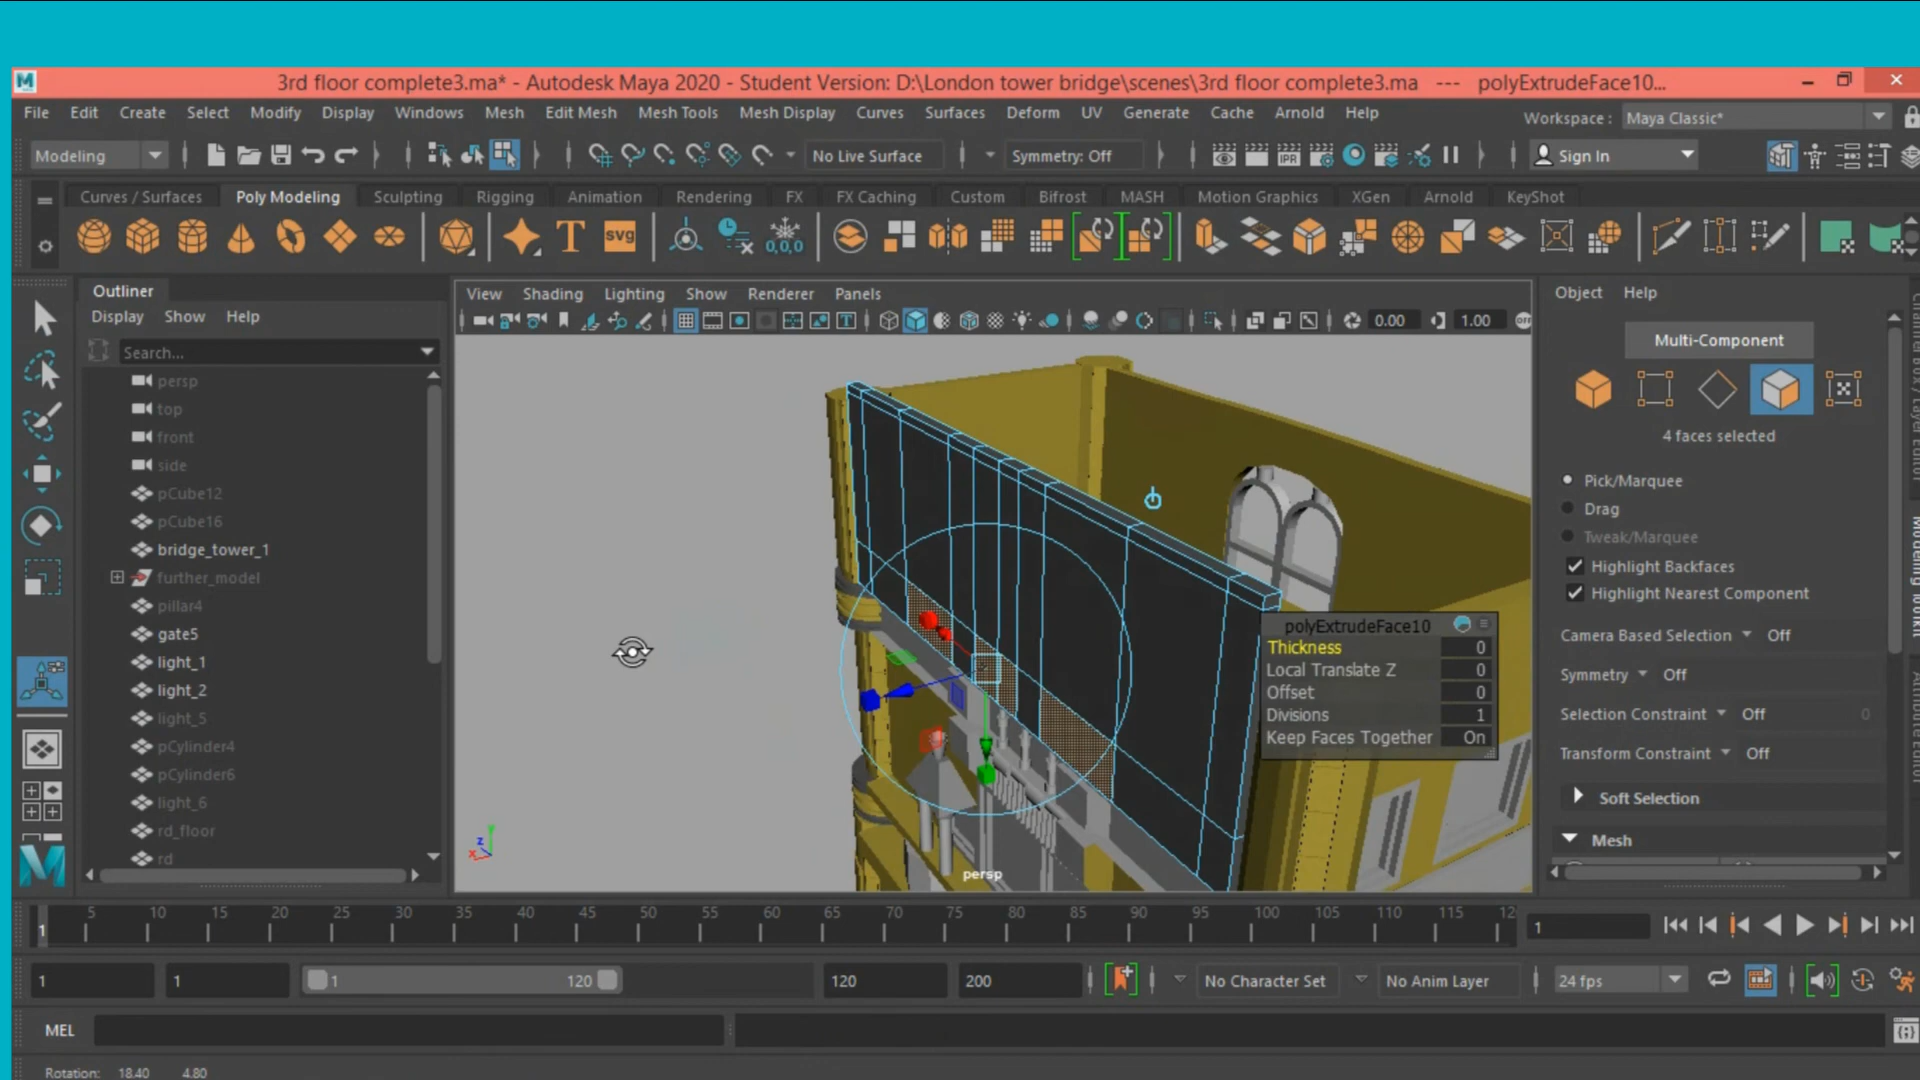 3rd floor complete3.ma* - Autodesk Maya 2020 - Student Version: D:\London tower bridge\scenes\3rd floor complete3.ma --- polyExtrudeFace10...
File Edit Create Select Modify Display Windows Mesh Edit Mesh Mesh Tools Mesh Display Curves Surfaces Deform UV Generate Cache Arnold Help
Workspace : Maya Classic*
Modeling
No Live Surface
Symmetry: Off
IPR
Sign In
Curves / Surfaces Poly Modeling Sculpting Rigging Animation Rendering FX FX Caching Custom Bifrost MASH Motion Graphics XGen Arnold KeyShot
T
svg
0,0,0
Outliner
Display Show Help
Search...
persp
top
front
side
pCube12
pCube16
bridge_tower_1
further_model
pillar4
gate5
light_1
light_2
light_5
pCylinder4
pCylinder6
light_6
rd_floor
rd
View Shading Lighting Show Renderer Panels
0.00
1.00
polyExtrudeFace10
Thickness 0
Local Translate Z 0
Offset 0
Divisions 1
Keep Faces Together On
z
x
y
persp
Object Help
Multi-Component
4 faces selected
Pick/Marquee
Drag
Tweak/Marquee
Highlight Backfaces
Highlight Nearest Component
Camera Based Selection Off
Symmetry Off
Selection Constraint Off 0
Transform Constraint Off
Soft Selection
Mesh
1 5 10 15 20 25 30 35 40 45 50 55 60 65 70 75 80 85 90 95 100 105 110 115 12
1
1
1
1 120
120
200
No Character Set
No Anim Layer
24 fps
MEL
Rotation: 18.40 4.80